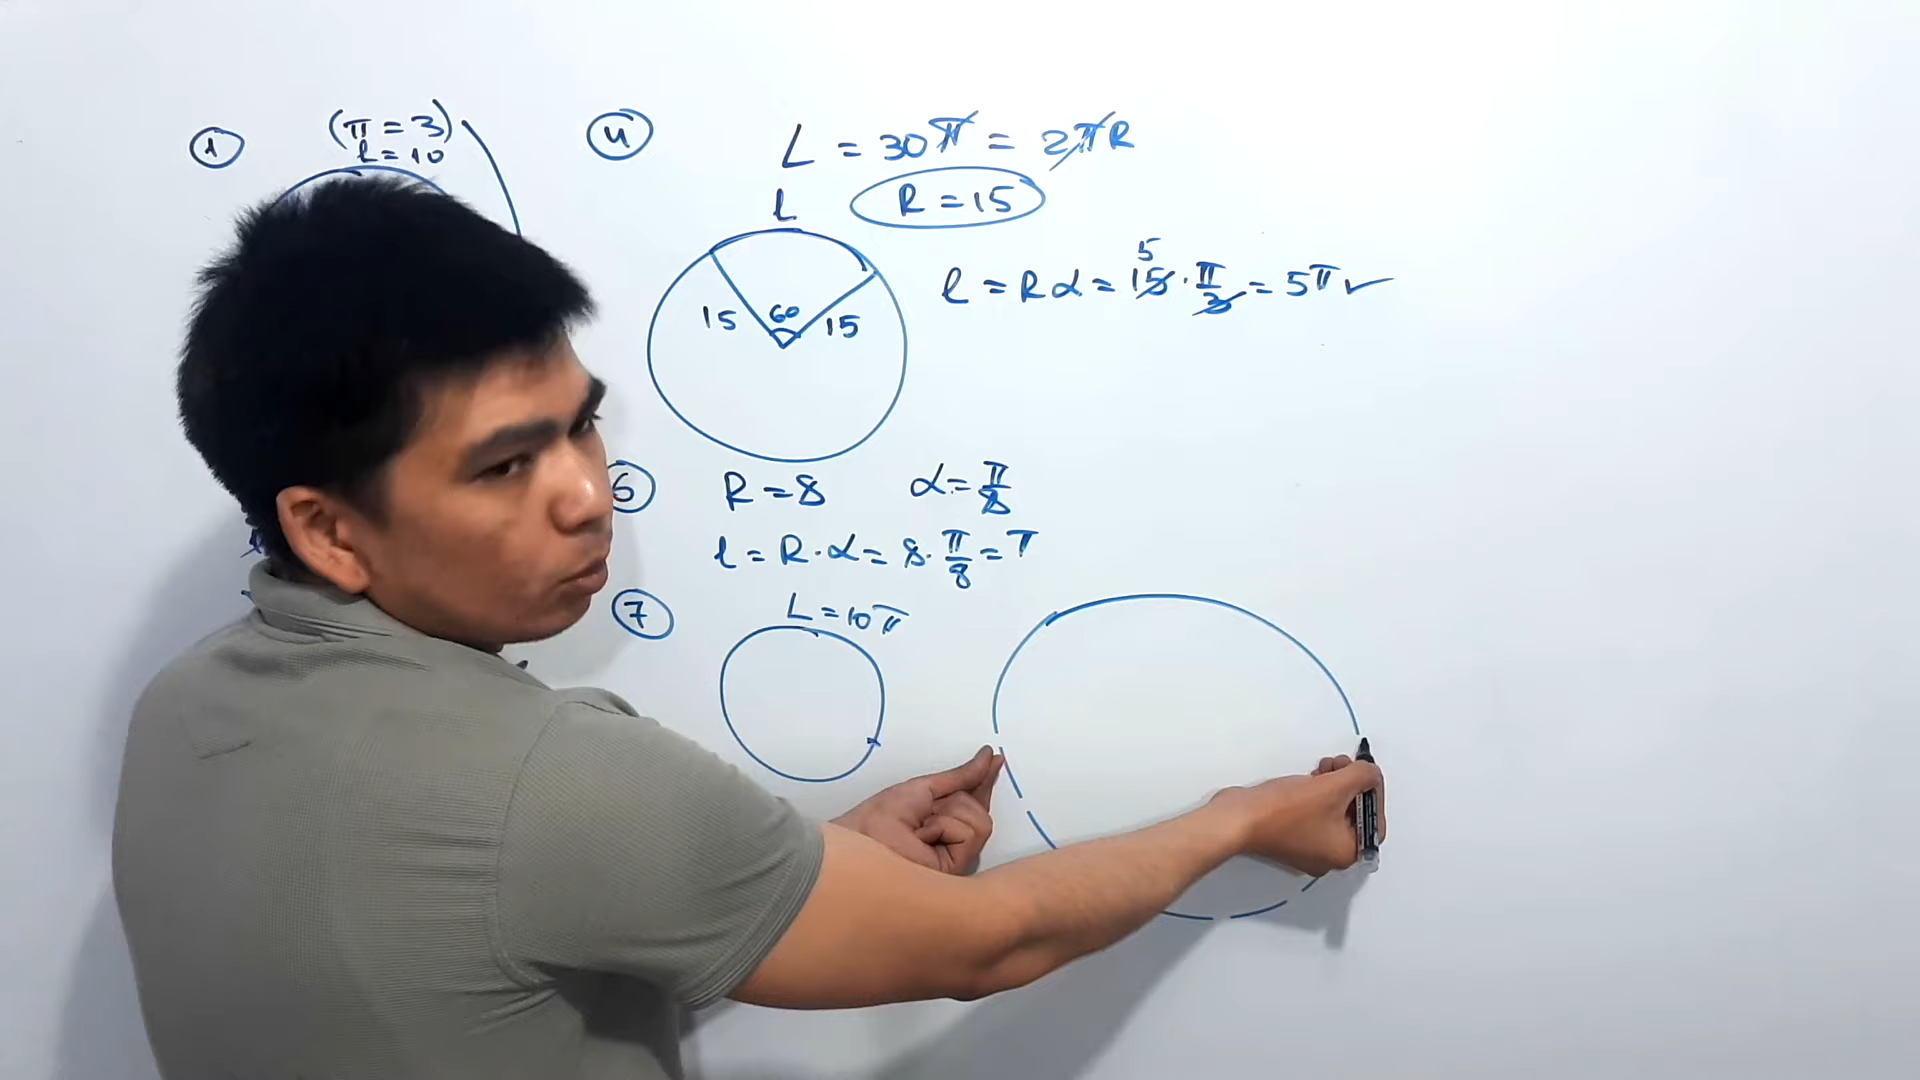 1
(π = 3)
l = 10
4
L = 30π = 2πR
R = 15
l
l = Rα = 15 · π/3 = 5π ✓
5
15 60 15
6 R = 8 α = π/8
l = R · α = 8 · π/8 = π
7 L = 10π